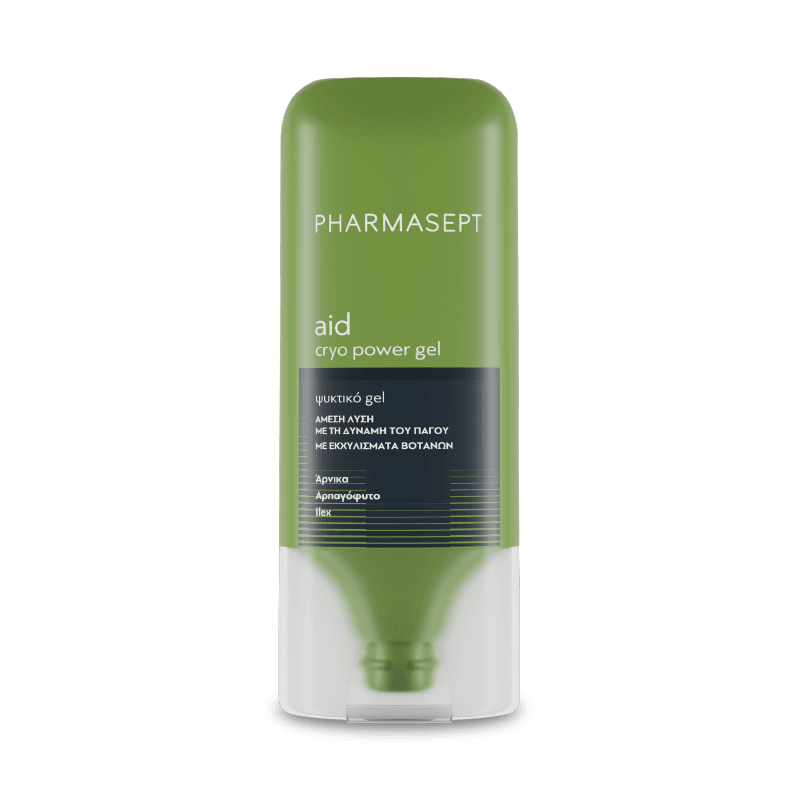 PHARMASEPT
aid
cryo power gel
ψυκτικό gel
ΑΜΕΣΗ ΛΥΣΗ
ΜΕ ΤΗ ΔΥΝΑΜΗ ΤΟΥ ΠΑΓΟΥ
ΜΕ ΕΚΧΥΛΙΣΜΑΤΑ ΒΟΤΑΝΩΝ
Άρνικα
Αρπαγόφυτο
Ilex